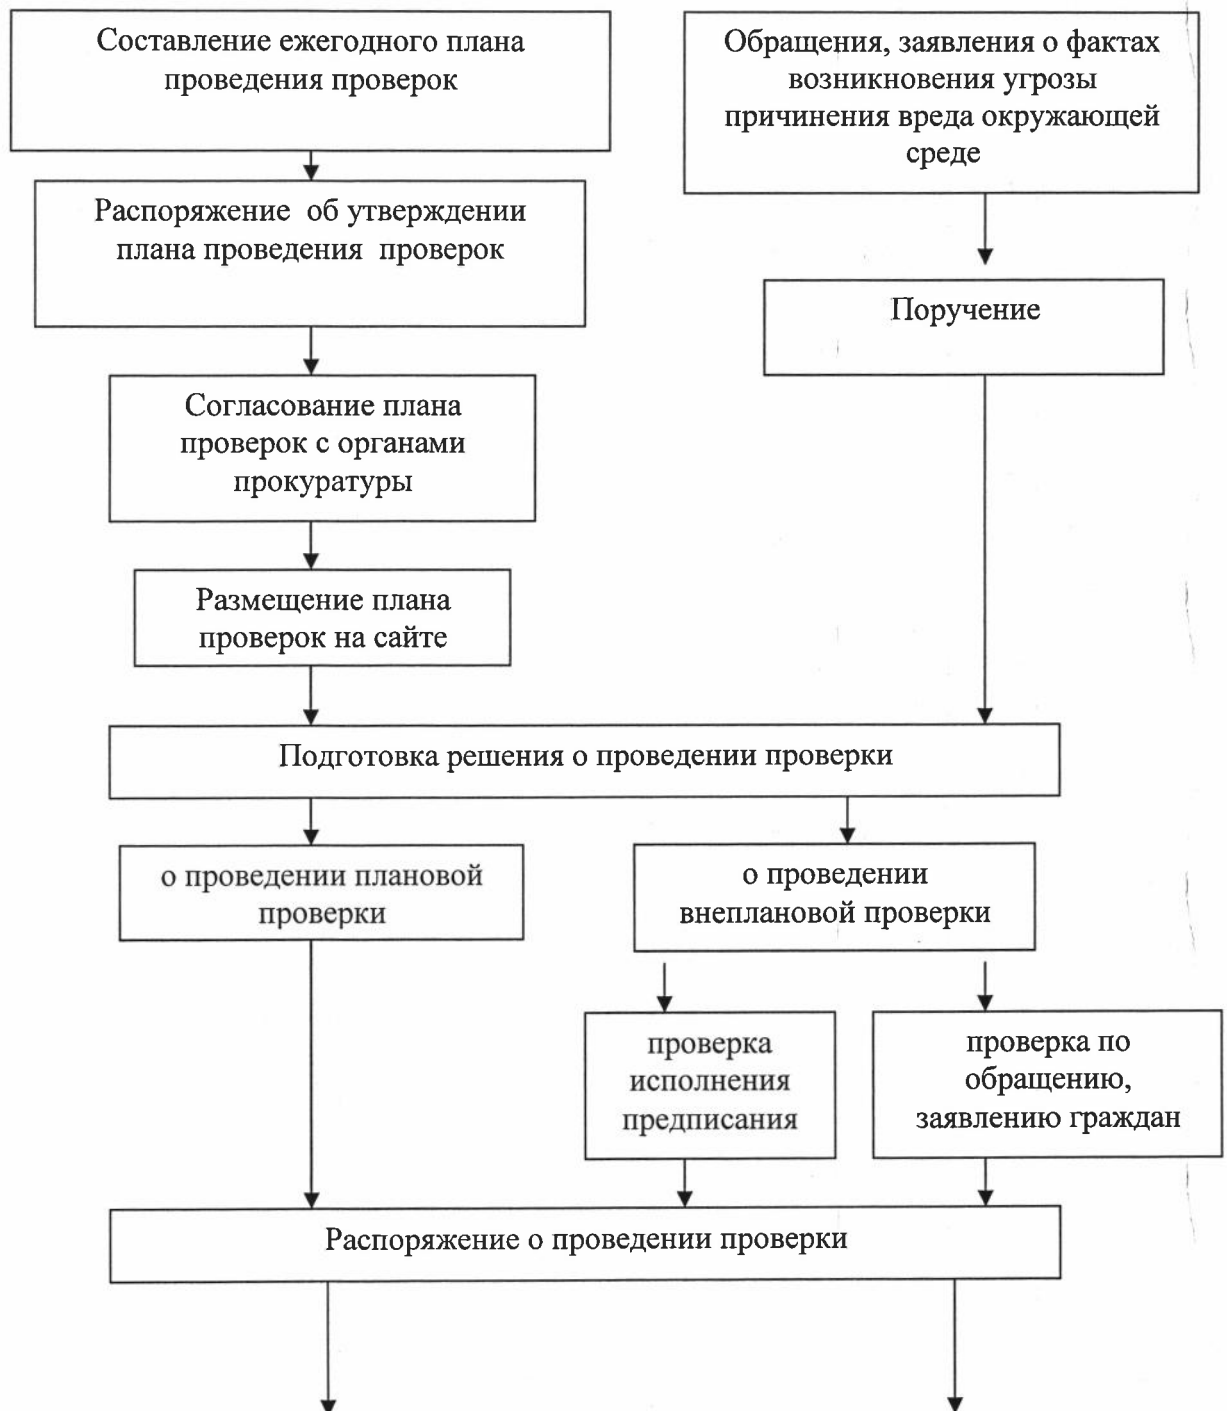 Составление ежегодного плана
проведения проверок
Обращения, заявления о фактах
возникновения угрозы
причинения вреда окружающей
среде
Распоряжение об утверждении
плана проведения проверок
Поручение
Согласование плана
проверок с органами
прокуратуры
Размещение плана
проверок на сайте
Подготовка решения о проведении проверки
о проведении плановой
проверки
о проведении
внеплановой проверки
проверка
исполнения
предписания
проверка по
обращению,
заявлению граждан
Распоряжение о проведении проверки